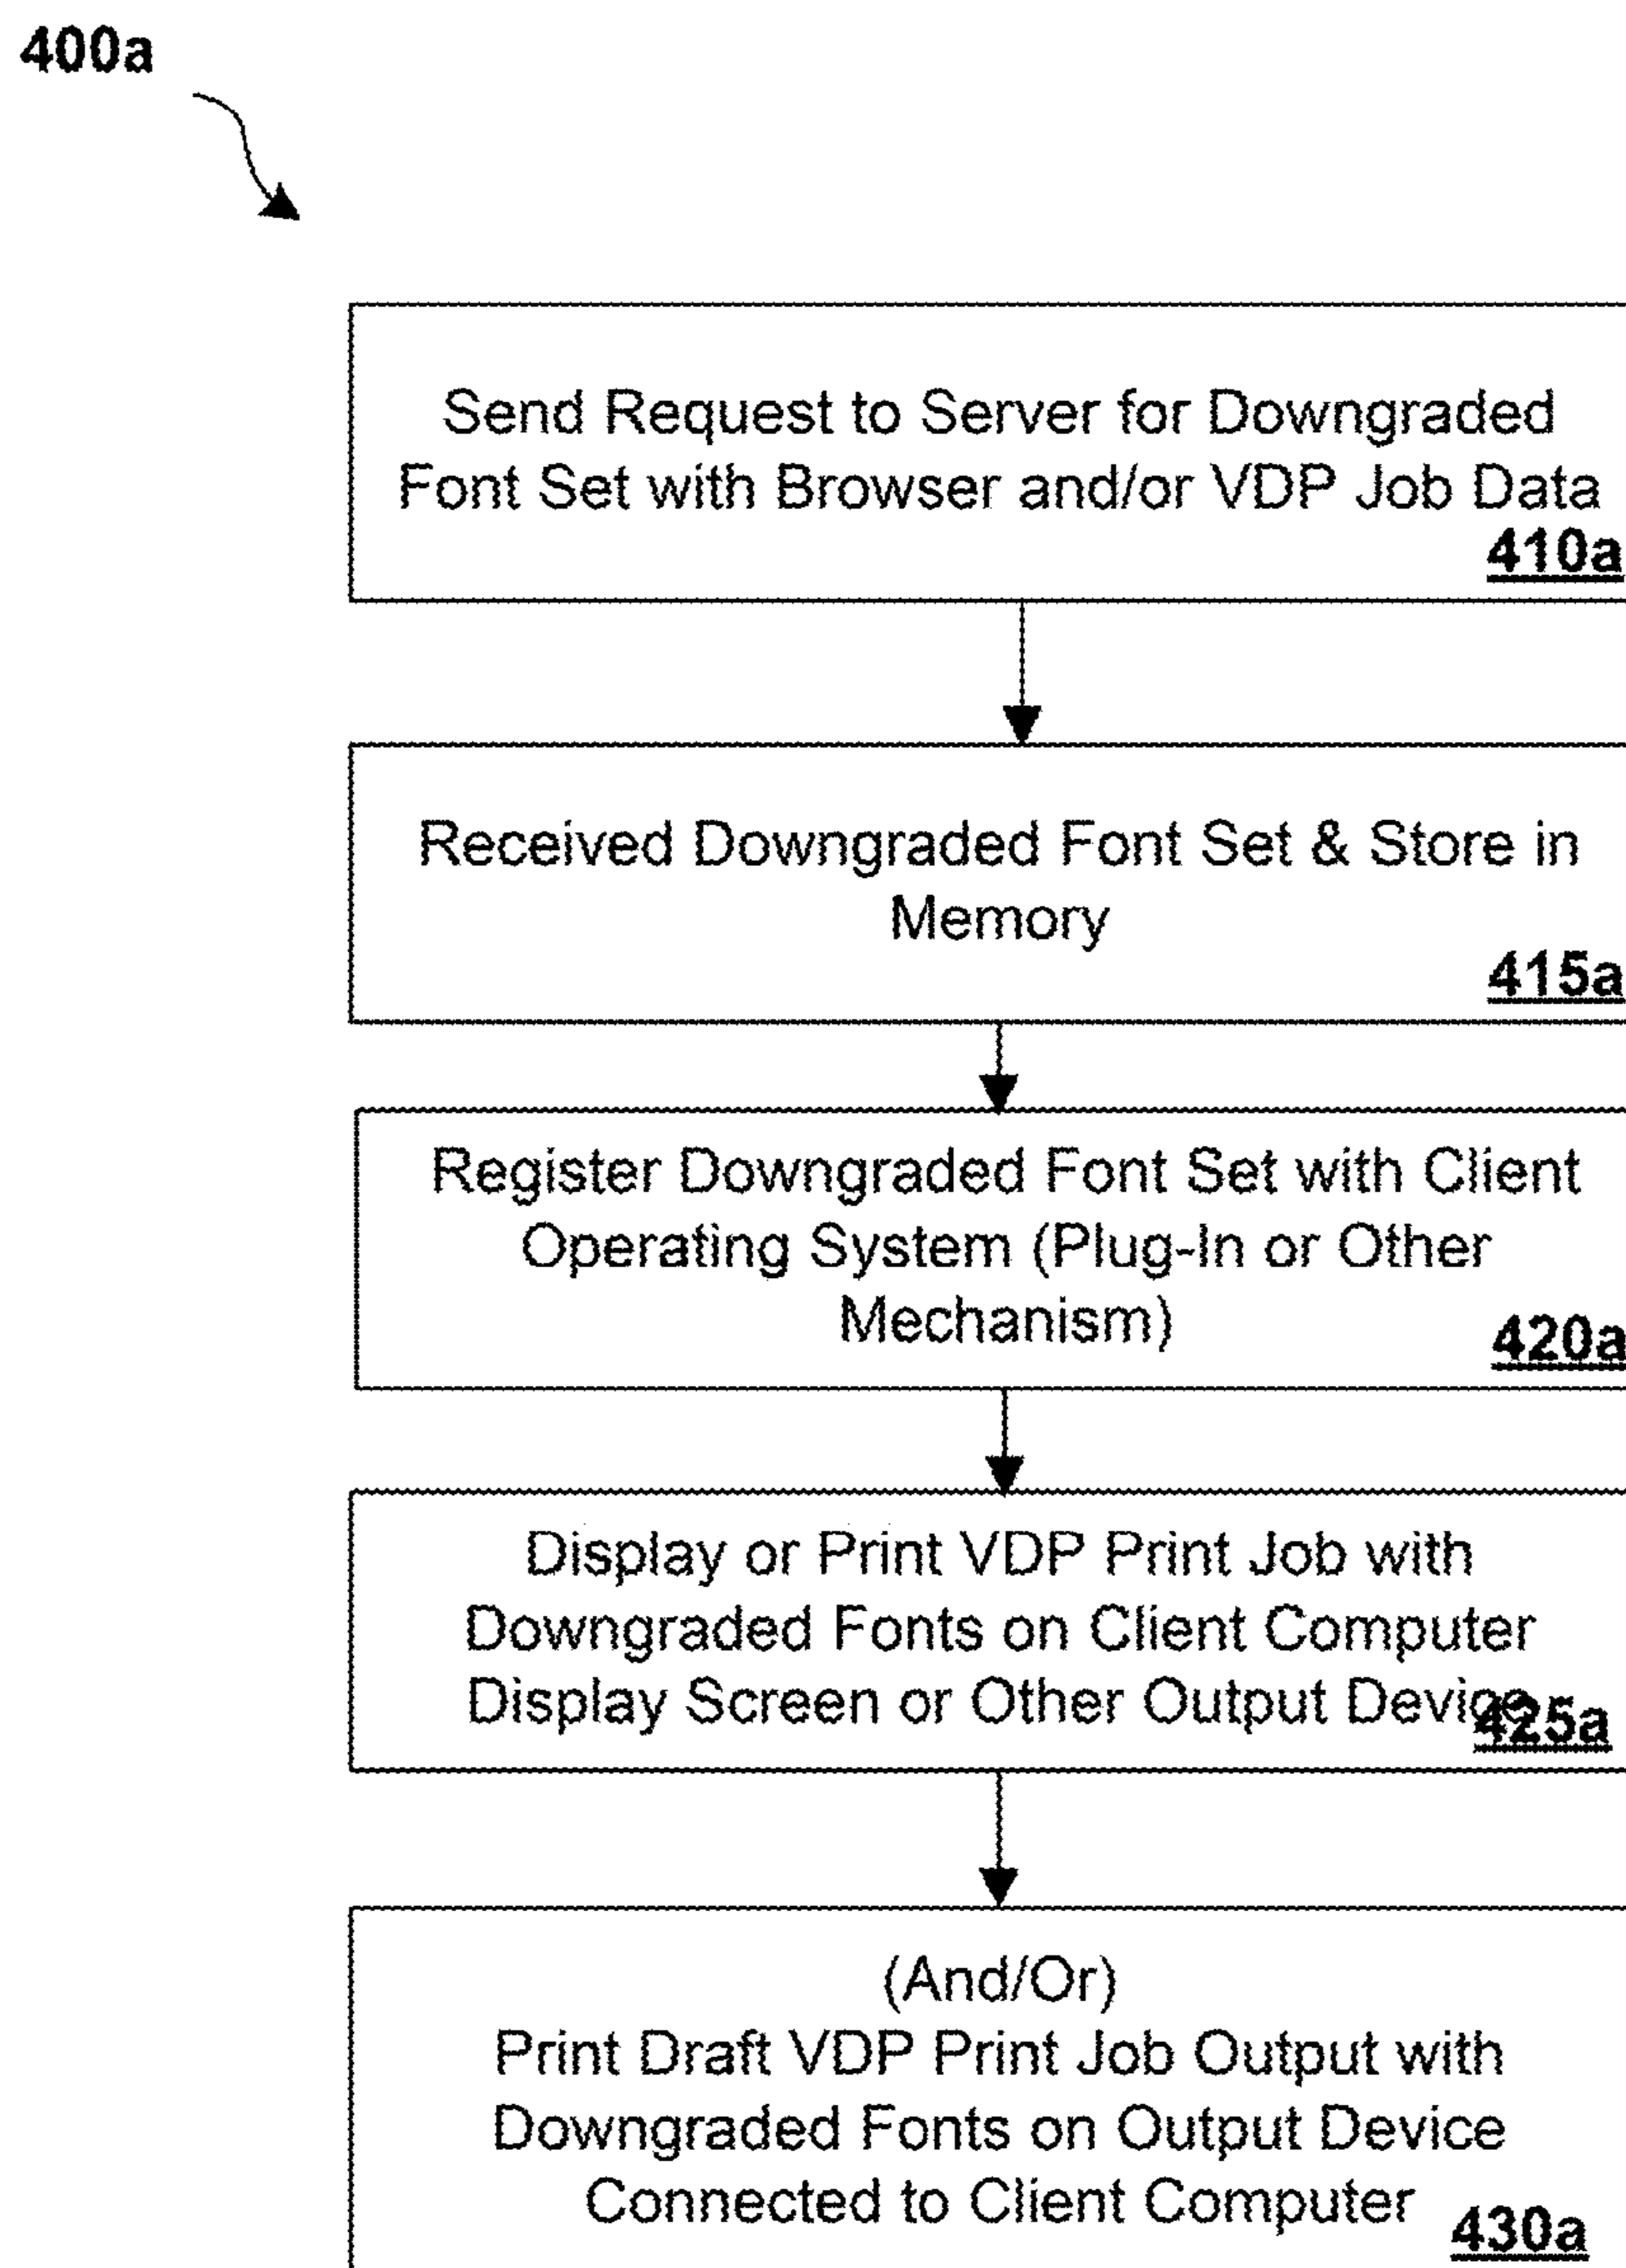 400a
Send Request to Server for Downgraded
Font Set with Browser and/or VDP Job Data
410a
Received Downgraded Font Set & Store in
Memory
415a
Register Downgraded Font Set with Client
Operating System (Plug-In or Other
Mechanism)
420a
Display or Print VDP Print Job with
Downgraded Fonts on Client Computer
Display Screen or Other Output Device
425a
(And/Or)
Print Draft VDP Print Job Output with
Downgraded Fonts on Output Device
Connected to Client Computer
430a